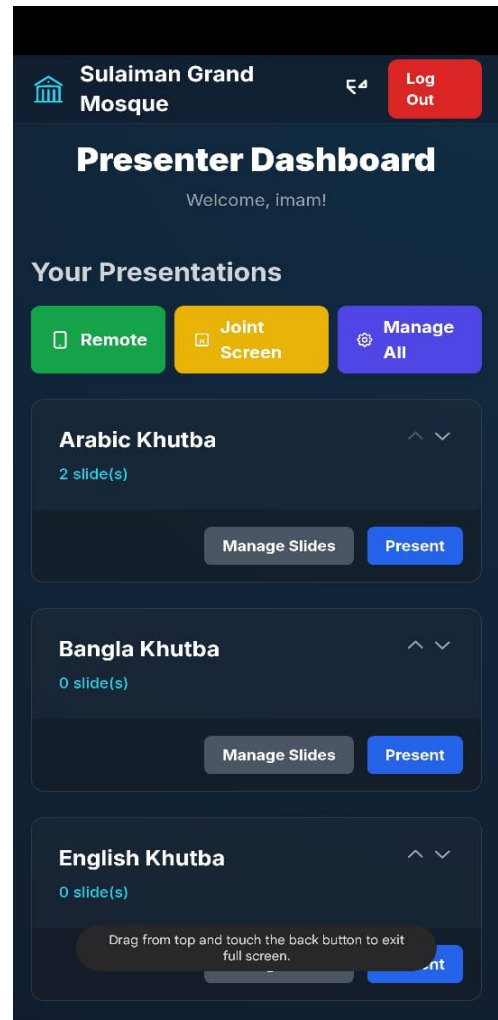 Sulaiman Grand
Mosque
Log
Out
Presenter Dashboard
Welcome, imam!
Your Presentations
Remote
Joint
Screen
Manage
All
Arabic Khutba
2 slide(s)
Manage Slides
Present
Bangla Khutba
0 slide(s)
Manage Slides
Present
English Khutba
0 slide(s)
Drag from top and touch the back button to exit
full screen.